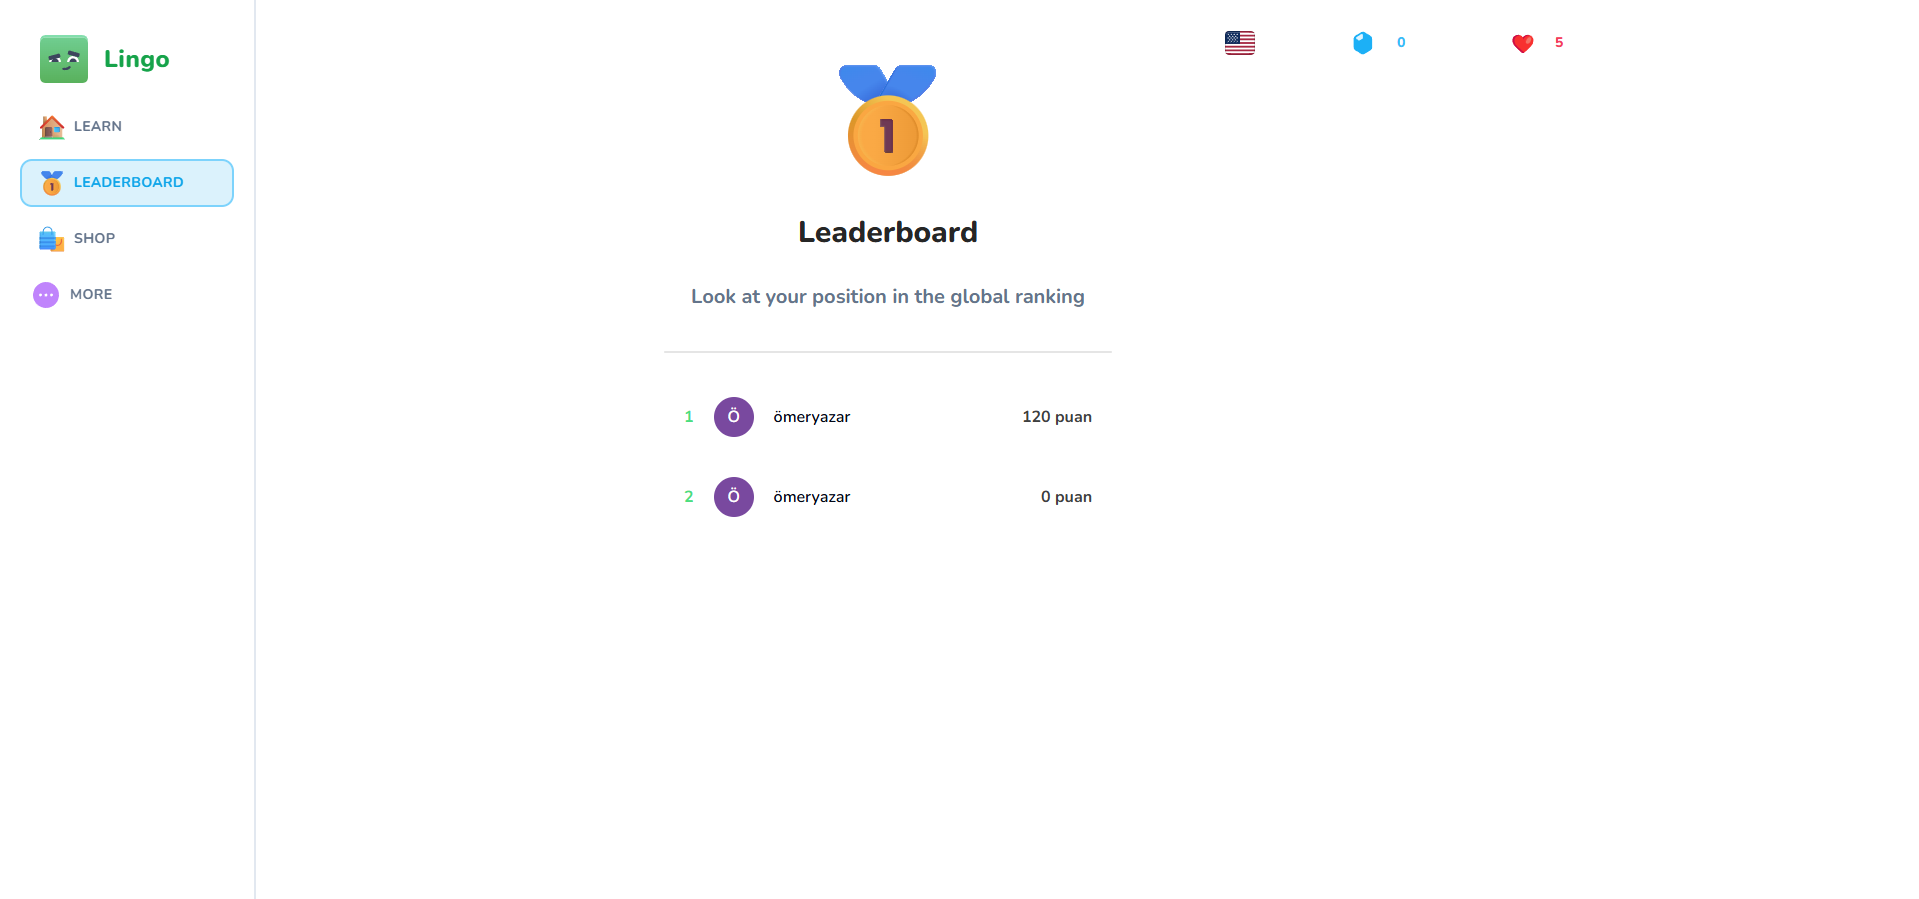 Lingo
LEARN
LEADERBOARD
SHOP
MORE
0
5
1
Leaderboard
Look at your position in the global ranking
1 Ö ömeryazar 120 puan
2 Ö ömeryazar 0 puan